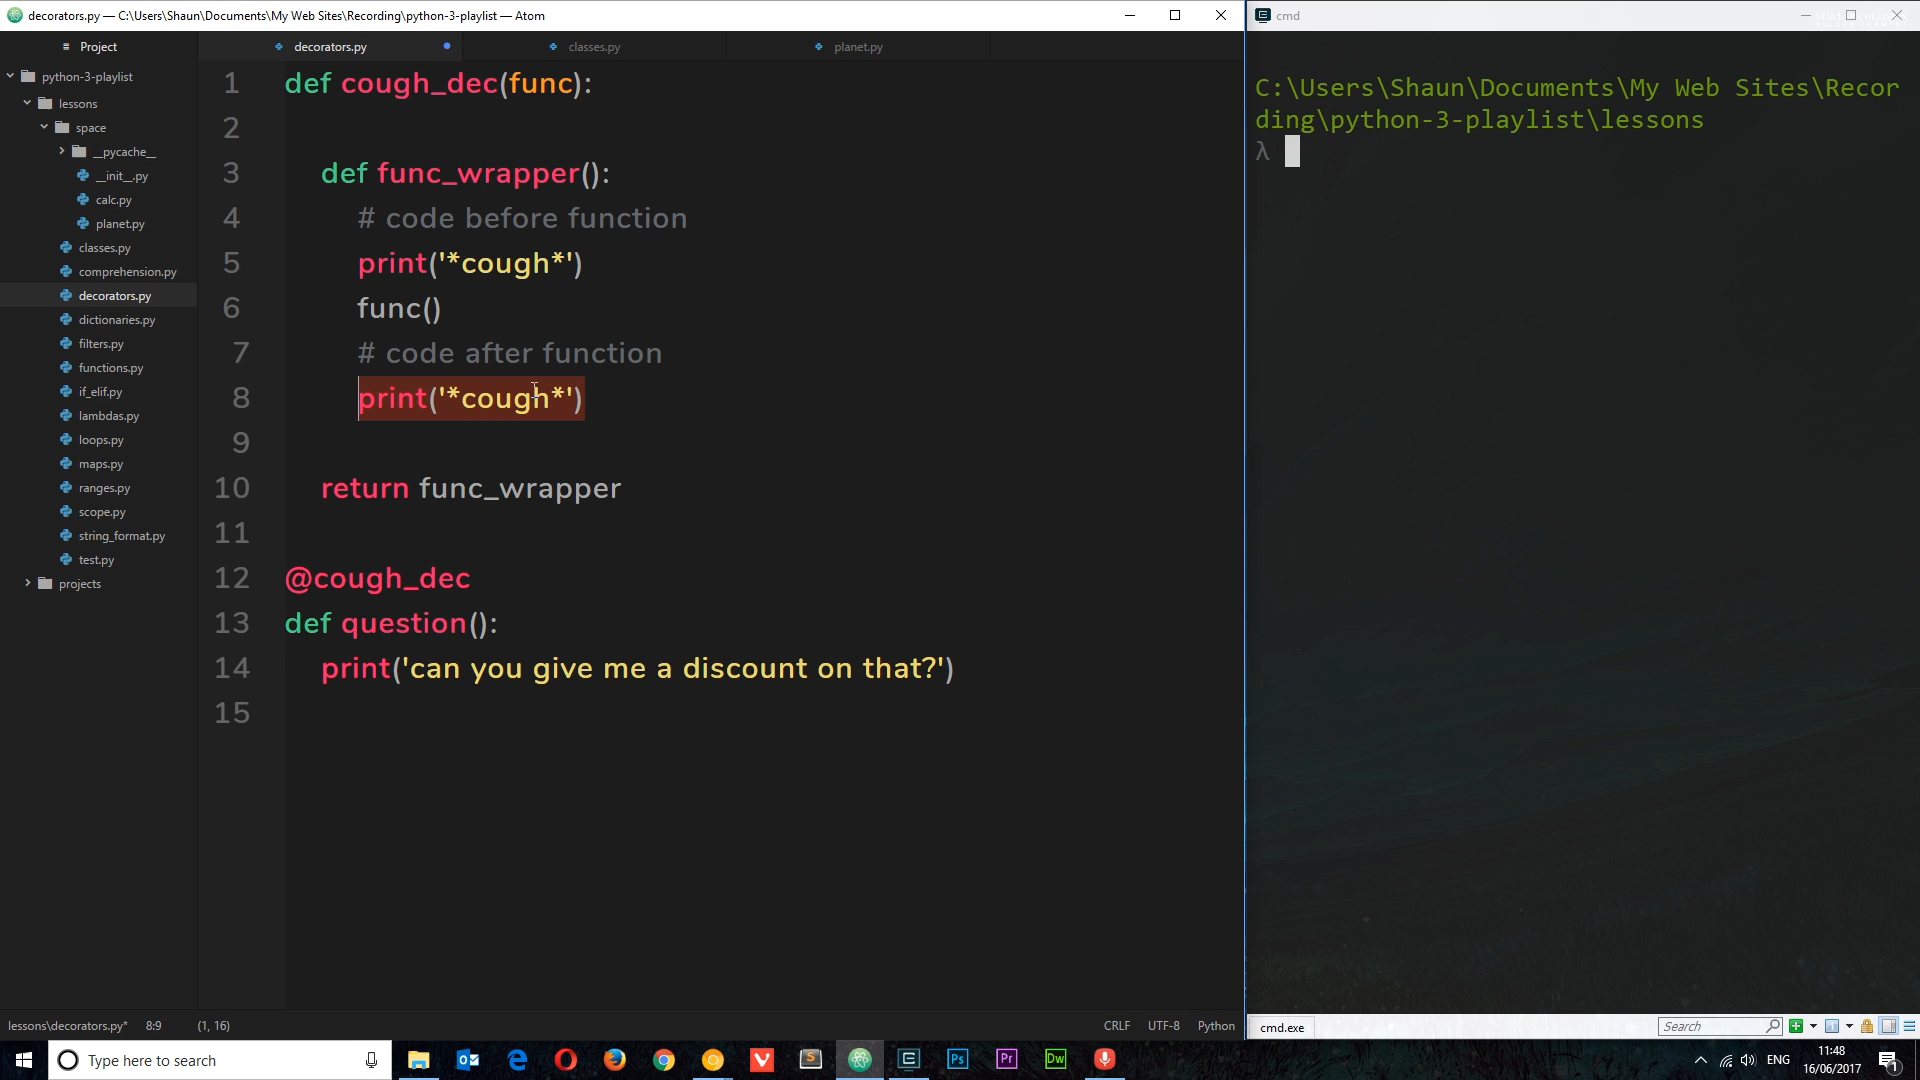 decorators.py — C:\Users\Shaun\Documents\My Web Sites\Recording\python-3-playlist — Atom
Project
python-3-playlist
lessons
space
__pycache__
__init__.py
calc.py
planet.py
classes.py
comprehension.py
decorators.py
dictionaries.py
filters.py
functions.py
if_elif.py
lambdas.py
loops.py
maps.py
ranges.py
scope.py
string_format.py
test.py
projects
decorators.py
classes.py
planet.py
1 def cough_dec(func):
2
3 def func_wrapper():
4 # code before function
5 print('*cough*')
6 func()
7 # code after function
8 print('*cough*')
9
10 return func_wrapper
11
12 @cough_dec
13 def question():
14 print('can you give me a discount on that?')
15
lessons\decorators.py* 8:9 (1, 16)
CRLF UTF-8 Python
cmd
C:\Users\Shaun\Documents\My Web Sites\Recor
ding\python-3-playlist\lessons
λ
cmd.exe
Search
Type here to search
Ps
Pr
Dw
ENG
11:48
16/06/2017
1